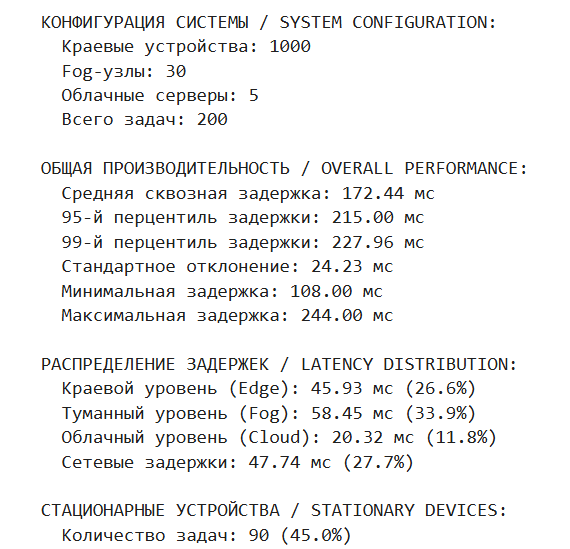 КОНФИГУРАЦИЯ СИСТЕМЫ / SYSTEM CONFIGURATION:
Краевые устройства: 1000
Fog-узлы: 30
Облачные серверы: 5
Всего задач: 200
ОБЩАЯ ПРОИЗВОДИТЕЛЬНОСТЬ / OVERALL PERFORMANCE:
Средняя сквозная задержка: 172.44 мс
95-й перцентиль задержки: 215.00 мс
99-й перцентиль задержки: 227.96 мс
Стандартное отклонение: 24.23 мс
Минимальная задержка: 108.00 мс
Максимальная задержка: 244.00 мс
РАСПРЕДЕЛЕНИЕ ЗАДЕРЖЕК / LATENCY DISTRIBUTION:
Краевой уровень (Edge): 45.93 мс (26.6%)
Туманный уровень (Fog): 58.45 мс (33.9%)
Облачный уровень (Cloud): 20.32 мс (11.8%)
Сетевые задержки: 47.74 мс (27.7%)
СТАЦИОНАРНЫЕ УСТРОЙСТВА / STATIONARY DEVICES:
Количество задач: 90 (45.0%)